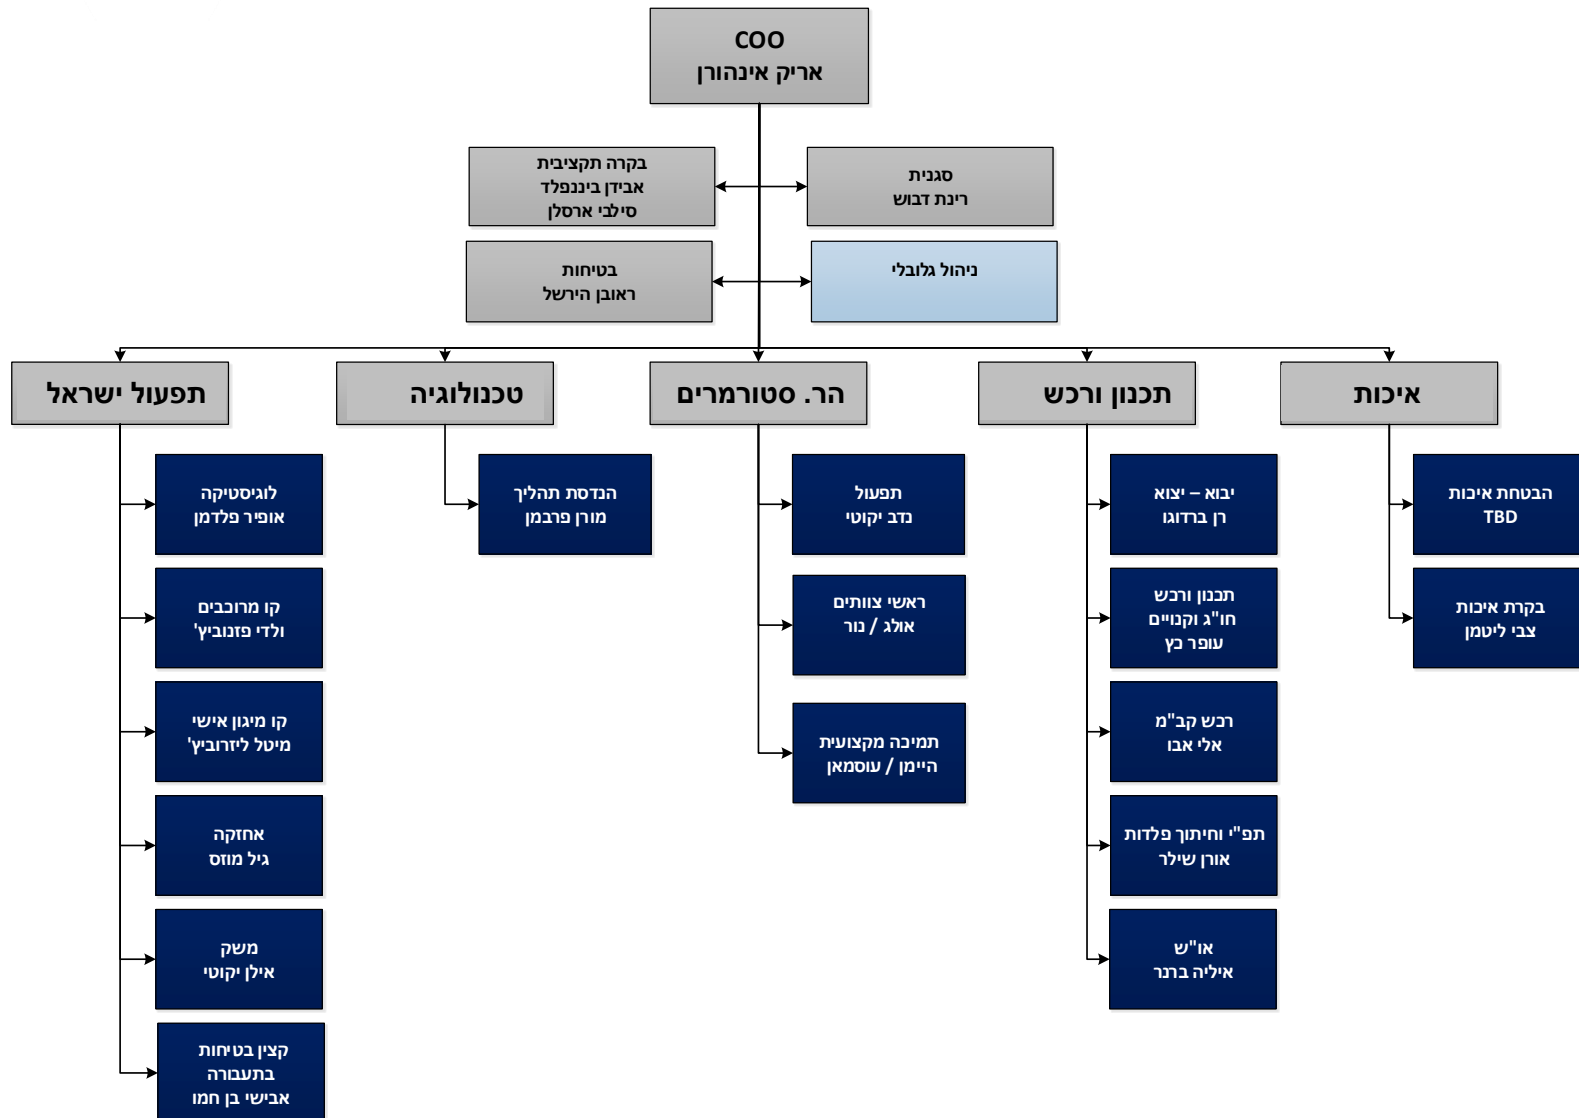 COO
אריק אינהורן
סגנית
רינת דבוש
בקרה תקציבית
אבידן ביננפלד
סילבי ארסלן
ניהול גלובלי
בטיחות
ראובן הירשל
איכות
תכנון ורכש
הר. סטורמרים
טכנולוגיה
תפעול ישראל
הבטחת איכות
TBD
בקרת איכות
צבי ליטמן
יבוא – יצוא
רן ברדוגו
תכנון ורכש
חו"ג וקנויים
עופר כץ
רכש קב"מ
אלי אבו
תפ"י וחיתוך פלדות
אורן שילר
או"ש
איליה ברנר
תפעול
נדב יקוטי
ראשי צוותים
אולג / נור
תמיכה מקצועית
היימן / עוסמאן
הנדסת תהליך
מורן פרבמן
לוגיסטיקה
אופיר פלדמן
קו מרוכבים
ולדי פזנוביץ'
קו מיגון אישי
מיטל ליזרוביץ'
אחזקה
גיל מוזס
משק
אילן יקוטי
קצין בטיחות
בתעבורה
אבישי בן חמו